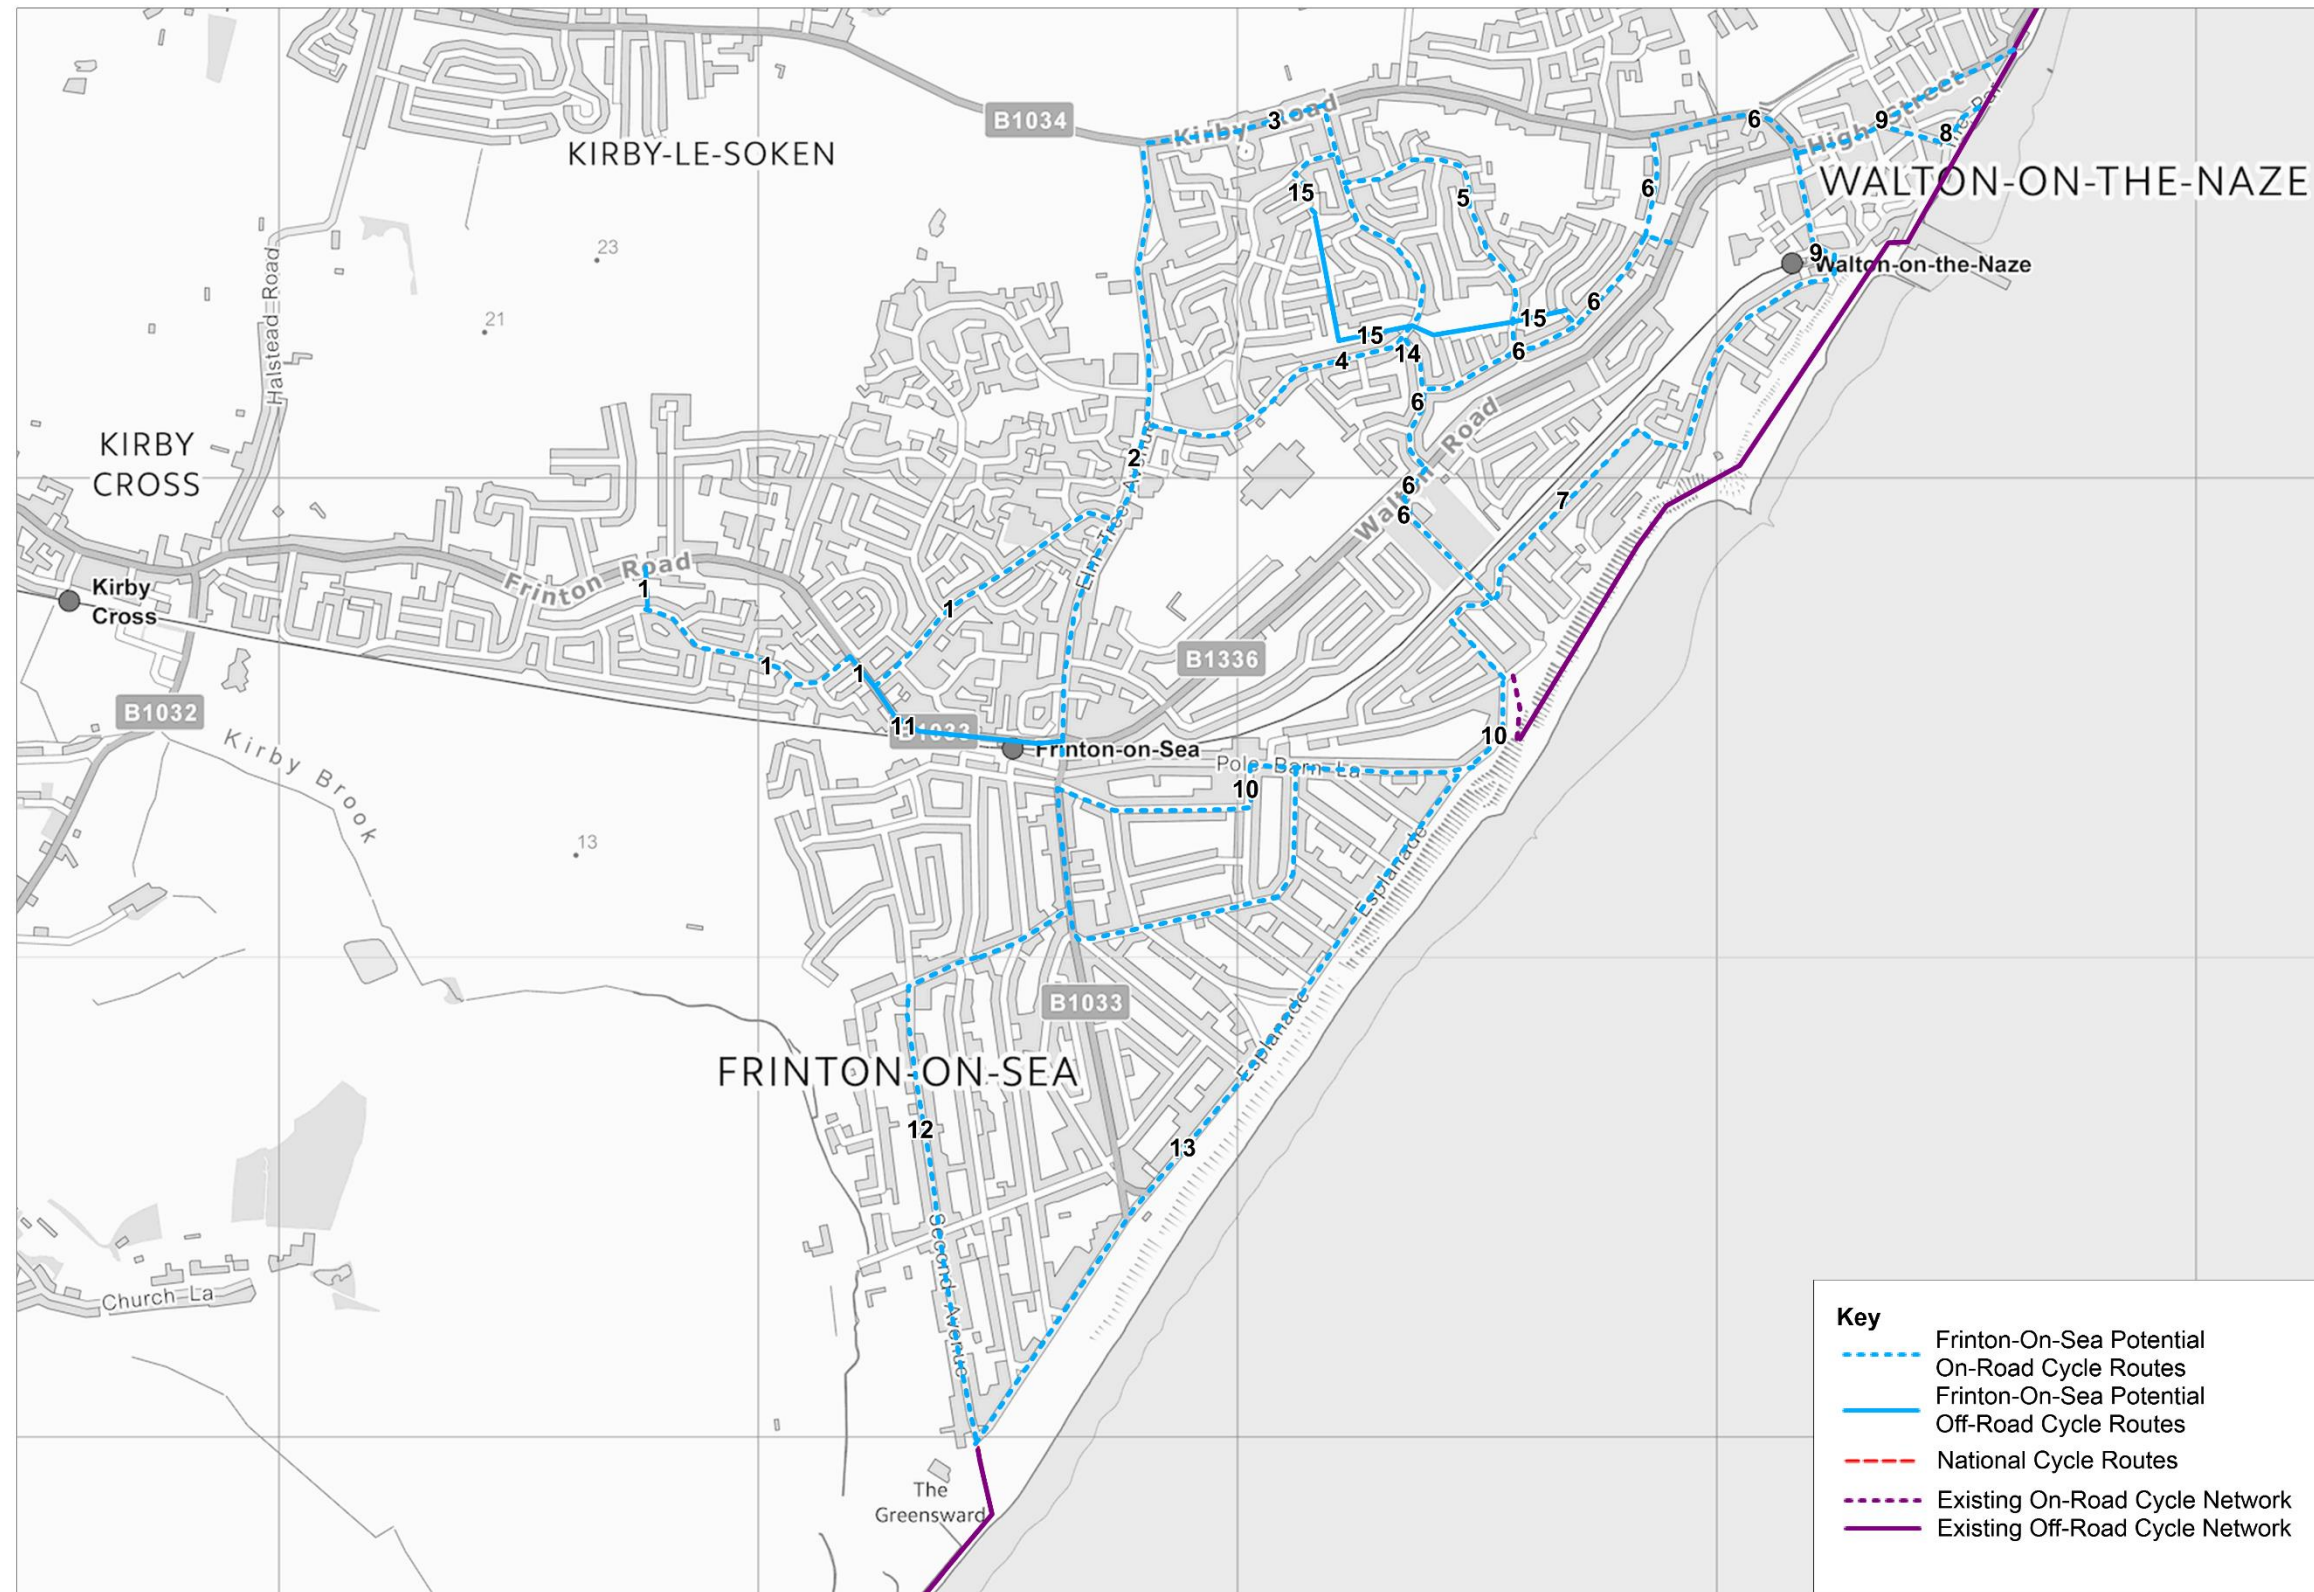 B1034
Kirby Road
3
6
High Street
9
8
KIRBY-LE-SOKEN
WALTON-ON-THE-NAZE
15
5
6
23
Halstead Road
9
Walton-on-the-Naze
21
6
15
15
14
4
6
6
KIRBY
CROSS
2
Elm Tree Avenue
6
6
Walton Road
7
Frinton Road
Kirby
Cross
1
1
1
1
B1336
B1032
Kirby Brook
11
B1033
Frinton-on-Sea
10
Pole Barn La
10
13
Esplanade
B1033
Esplanade
FRINTON-ON-SEA
12
13
Second Avenue
Church La
The
Greensward
Key
Frinton-On-Sea Potential
On-Road Cycle Routes
Frinton-On-Sea Potential
Off-Road Cycle Routes
National Cycle Routes
Existing On-Road Cycle Network
Existing Off-Road Cycle Network